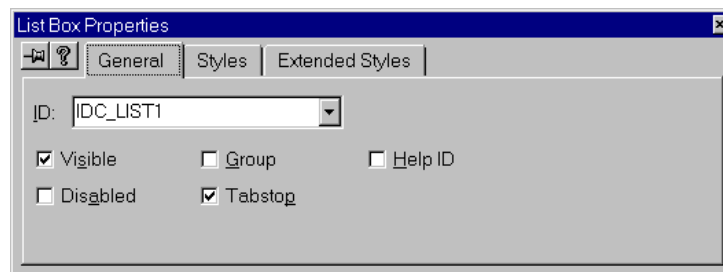 List Box Properties
? General Styles Extended Styles
ID: IDC_LIST1
Visible Group Help ID
Disabled Tabstop